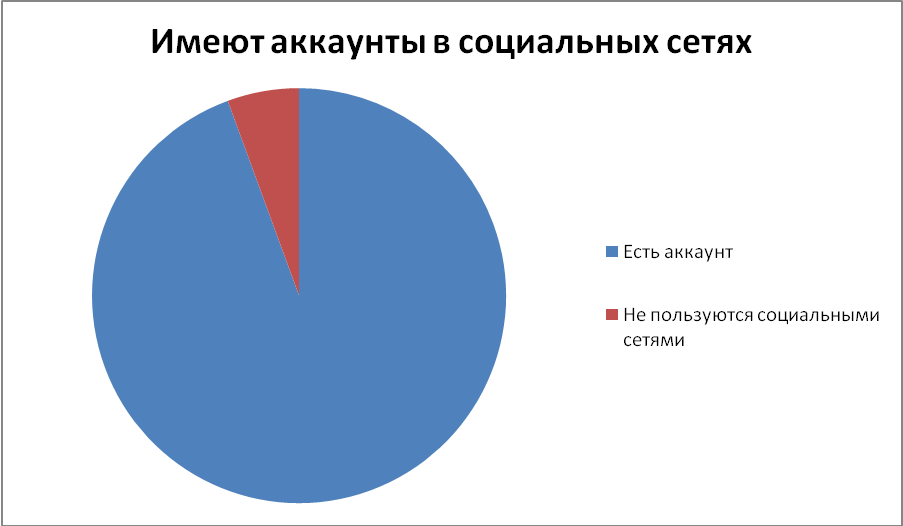 Имеют аккаунты в социальных сетях
Есть аккаунт
Не пользуются социальными
сетями